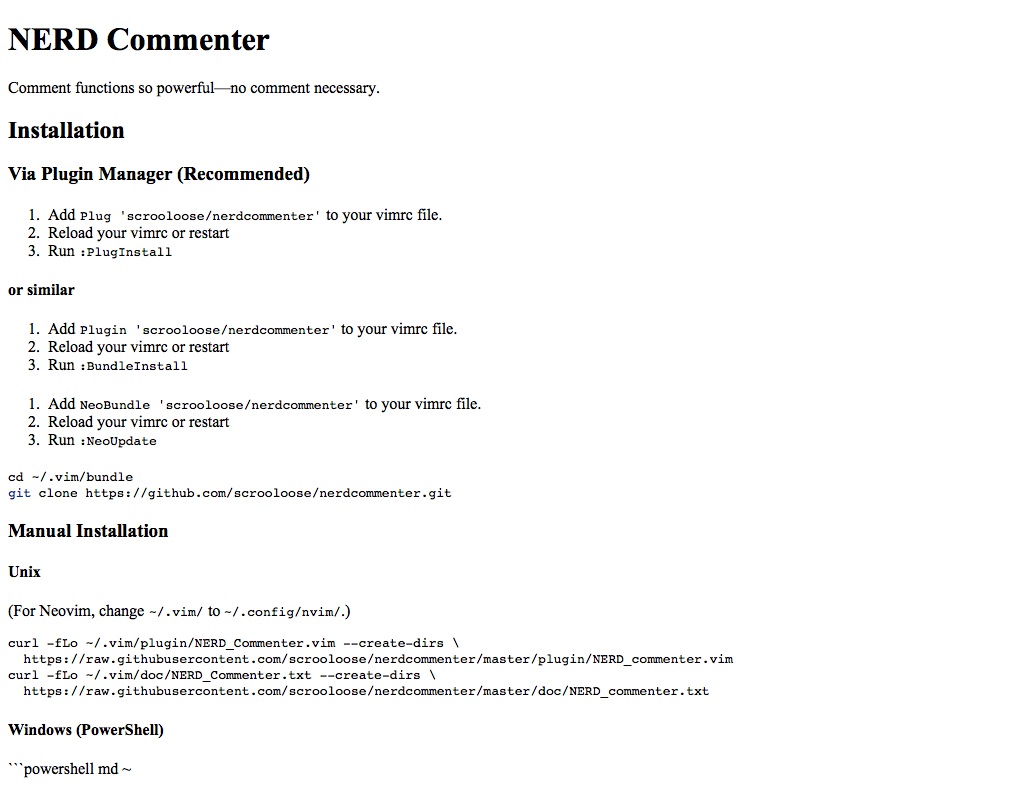 NERD Commenter
Comment functions so powerful—no comment necessary.
Installation
Via Plugin Manager (Recommended)
1. Add Plug 'scrooloose/nerdcommenter' to your vimrc file.
2. Reload your vimrc or restart
3. Run :PlugInstall
or similar
1. Add Plugin 'scrooloose/nerdcommenter' to your vimrc file.
2. Reload your vimrc or restart
3. Run :BundleInstall
1. Add NeoBundle 'scrooloose/nerdcommenter' to your vimrc file.
2. Reload your vimrc or restart
3. Run :NeoUpdate
cd ~/.vim/bundle
git clone https://github.com/scrooloose/nerdcommenter.git
Manual Installation
Unix
(For Neovim, change ~/.vim/ to ~/.config/nvim/.)
curl -fLo ~/.vim/plugin/NERD_Commenter.vim --create-dirs \
  https://raw.githubusercontent.com/scrooloose/nerdcommenter/master/plugin/NERD_commenter.vim
curl -fLo ~/.vim/doc/NERD_Commenter.txt --create-dirs \
  https://raw.githubusercontent.com/scrooloose/nerdcommenter/master/doc/NERD_commenter.txt
Windows (PowerShell)
```powershell md ~